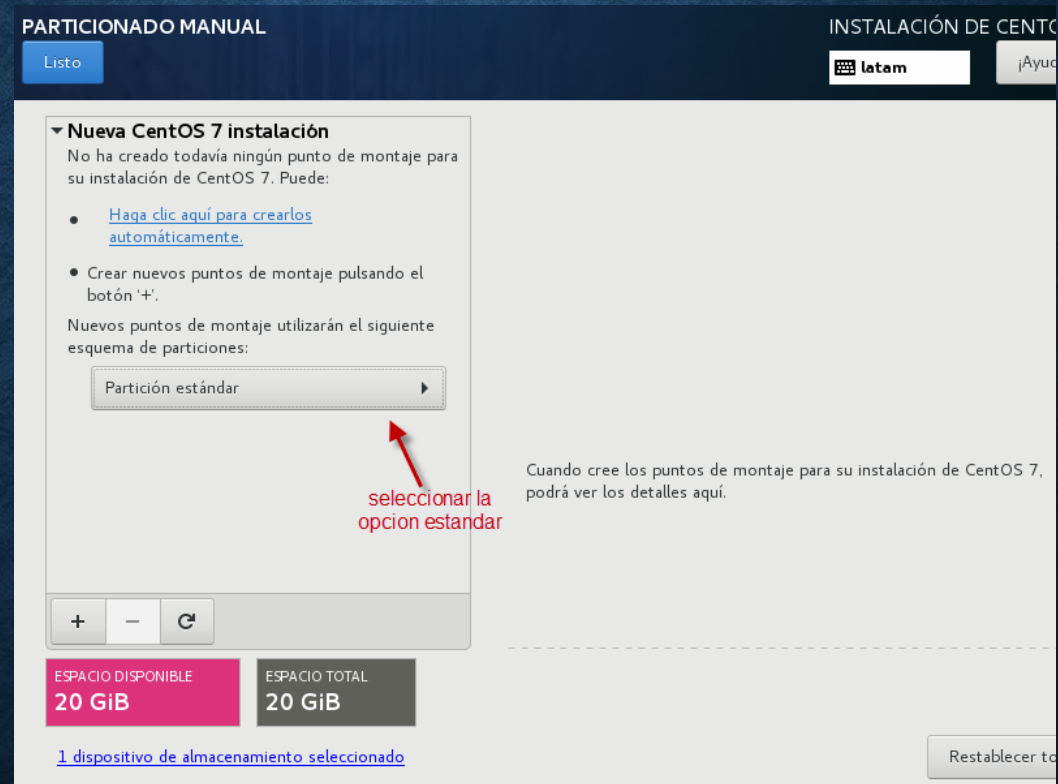 PARTICIONADO MANUAL
INSTALACIÓN DE CENTO
Listo
latam
¡Ayud
Nueva CentOS 7 instalación
No ha creado todavía ningún punto de montaje para
su instalación de CentOS 7. Puede:
Haga clic aquí para crearlos
automáticamente.
Crear nuevos puntos de montaje pulsando el
botón '+'.
Nuevos puntos de montaje utilizarán el siguiente
esquema de particiones:
Partición estándar
seleccionar la
opcion estandar
Cuando cree los puntos de montaje para su instalación de CentOS 7,
podrá ver los detalles aquí.
+ −
ESPACIO DISPONIBLE
20 GiB
ESPACIO TOTAL
20 GiB
1 dispositivo de almacenamiento seleccionado
Restablecer to